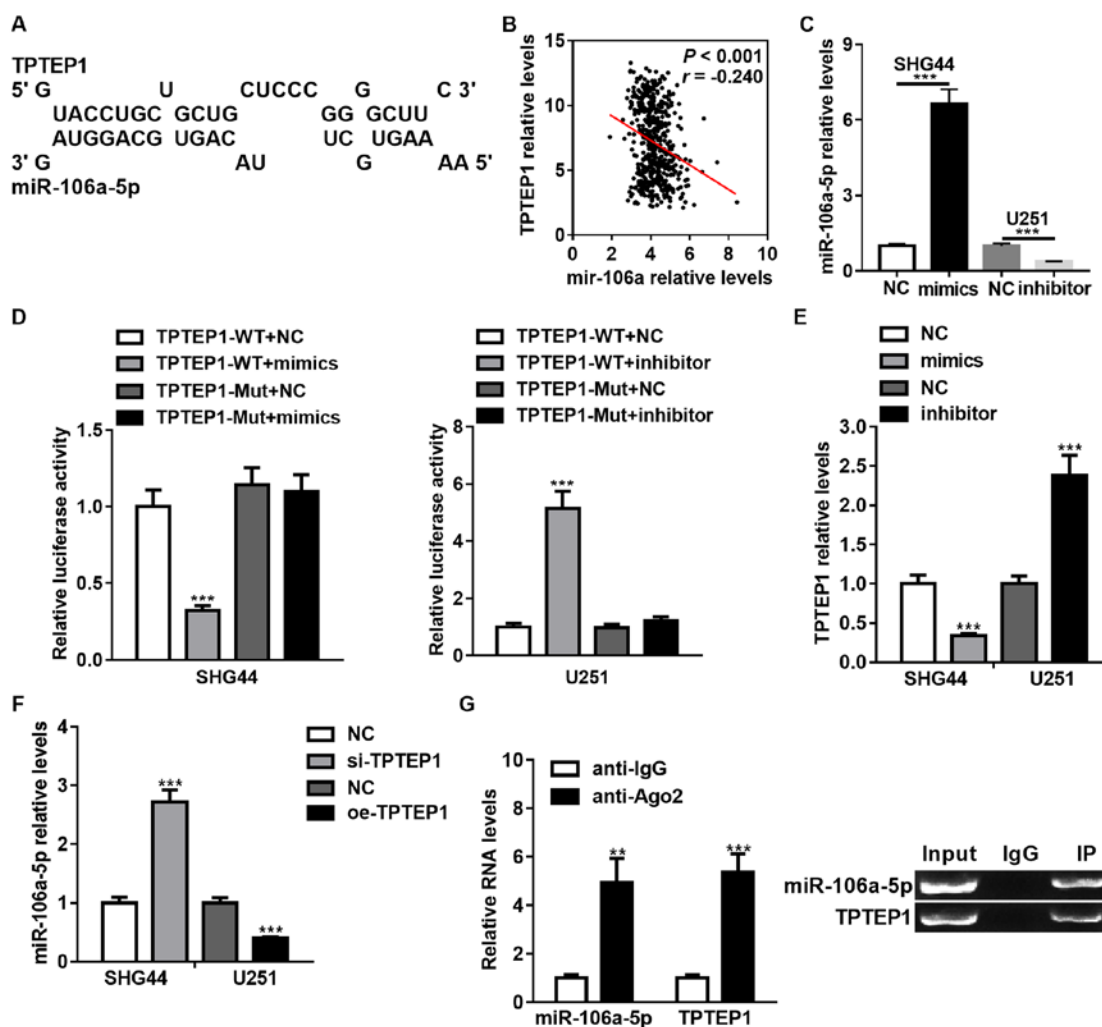 A
TPTEP1
5' G U CUCCC G C 3'
UACCUGC GCUG GG GCUU
AUGGACG UGAC UC UGAA
3' G AU G AA 5'
miR-106a-5p
B
P < 0.001
r = -0.240
TPTEP1 relative levels
15
10
5
0
0 2 4 6 8 10
mir-106a relative levels
C
miR-106a-5p relative levels
9
6
3
0
SHG44
***
U251
***
NC mimics NC inhibitor
D
TPTEP1-WT+NC
TPTEP1-WT+mimics
TPTEP1-Mut+NC
TPTEP1-Mut+mimics
Relative luciferase activity
1.5
1.0
0.5
0.0
***
SHG44
TPTEP1-WT+NC
TPTEP1-WT+inhibitor
TPTEP1-Mut+NC
TPTEP1-Mut+inhibitor
Relative luciferase activity
8
6
4
2
0
***
U251
E
NC
mimics
NC
inhibitor
TPTEP1 relative levels
3.0
2.5
2.0
1.5
1.0
0.5
0.0
***
***
SHG44 U251
F
miR-106a-5p relative levels
4
3
2
1
0
***
***
SHG44 U251
NC
si-TPTEP1
NC
oe-TPTEP1
G
Relative RNA levels
10
8
6
4
2
0
anti-IgG
anti-Ago2
**
***
miR-106a-5p TPTEP1
Input IgG IP
miR-106a-5p
TPTEP1